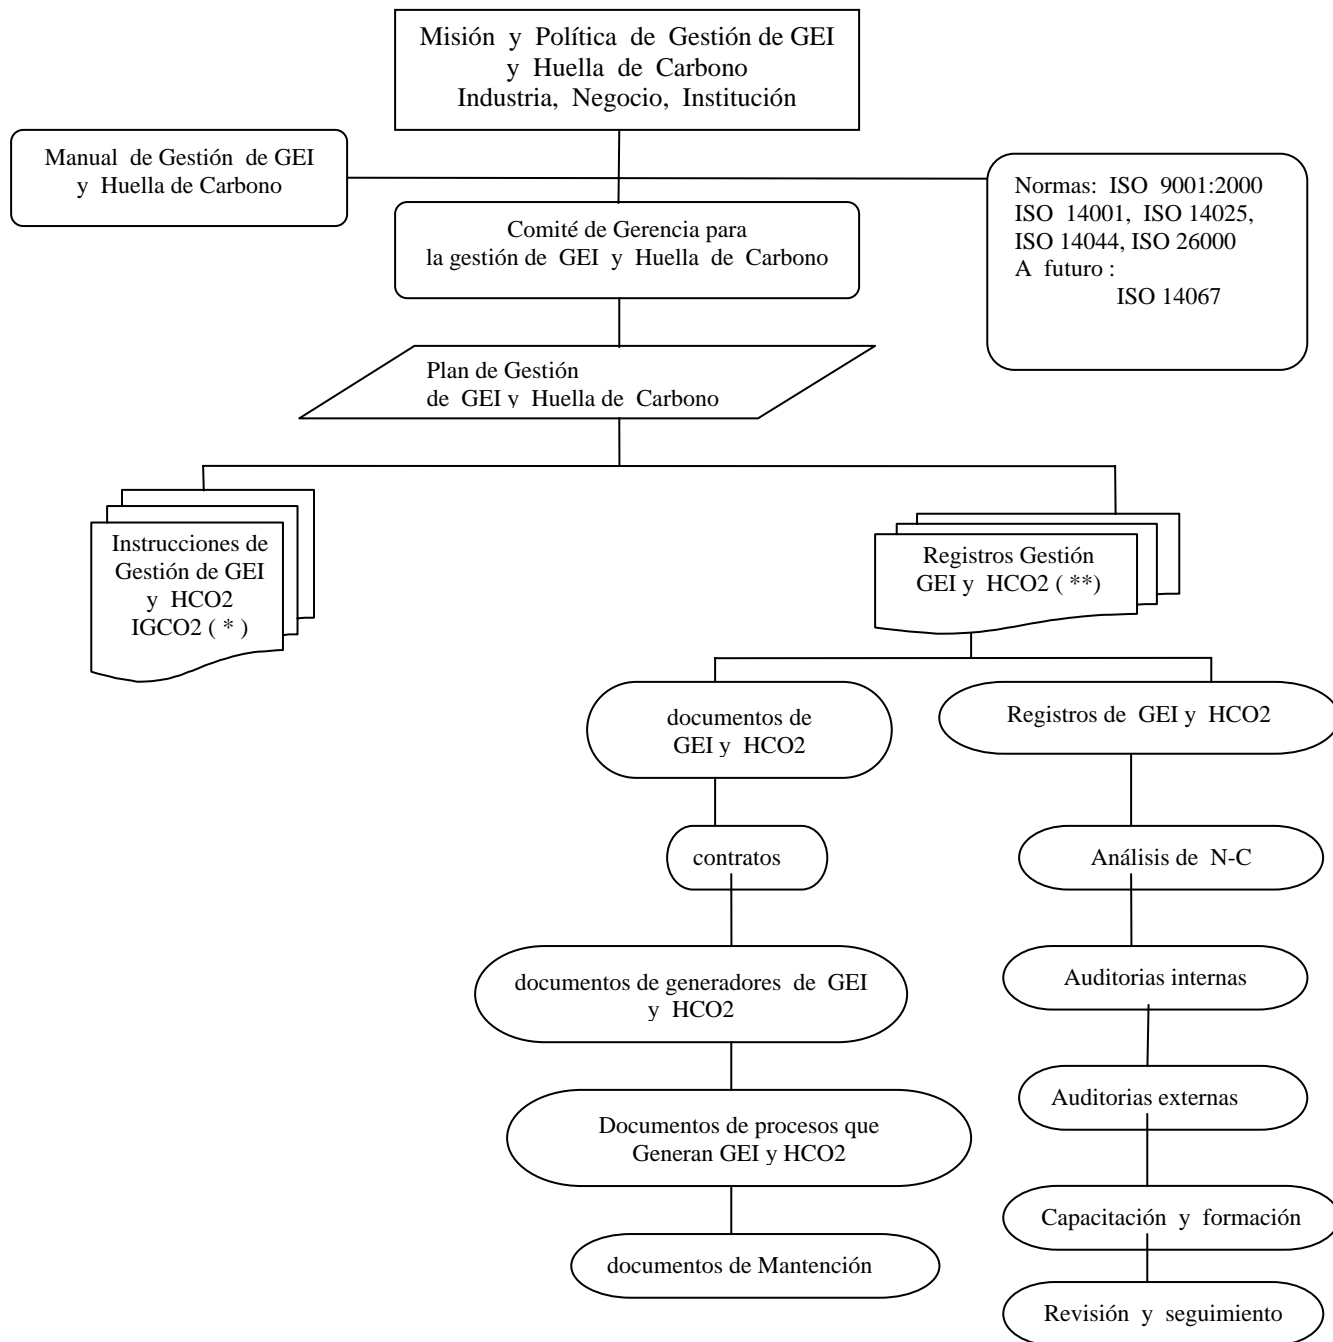 Misión y Política de Gestión de GEI
y Huella de Carbono
Industria, Negocio, Institución
Manual de Gestión de GEI
y Huella de Carbono
Normas: ISO 9001:2000
ISO 14001, ISO 14025,
ISO 14044, ISO 26000
A futuro :
ISO 14067
Comité de Gerencia para
la gestión de GEI y Huella de Carbono
Plan de Gestión
de GEI y Huella de Carbono
Instrucciones de
Gestión de GEI
y HCO2
IGCO2 ( * )
Registros Gestión
GEI y HCO2 ( **)
documentos de
GEI y HCO2
Registros de GEI y HCO2
contratos
Análisis de N-C
documentos de generadores de GEI
y HCO2
Auditorias internas
Documentos de procesos que
Generan GEI y HCO2
Auditorias externas
documentos de Mantención
Capacitación y formación
Revisión y seguimiento